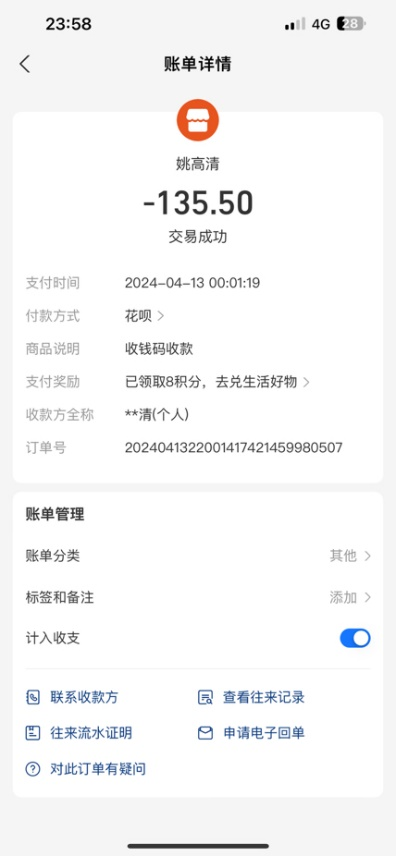 23:58
4G 28
账单详情
姚高清
-135.50
交易成功
支付时间 2024-04-13 00:01:19
付款方式 花呗
商品说明 收钱码收款
支付奖励 已领取8积分，去兑生活好物
收款方全称 **清(个人)
订单号 2024041322001417421459980507
账单管理
账单分类 其他
标签和备注 添加
计入收支
联系收款方 查看往来记录
往来流水证明 申请电子回单
对此订单有疑问